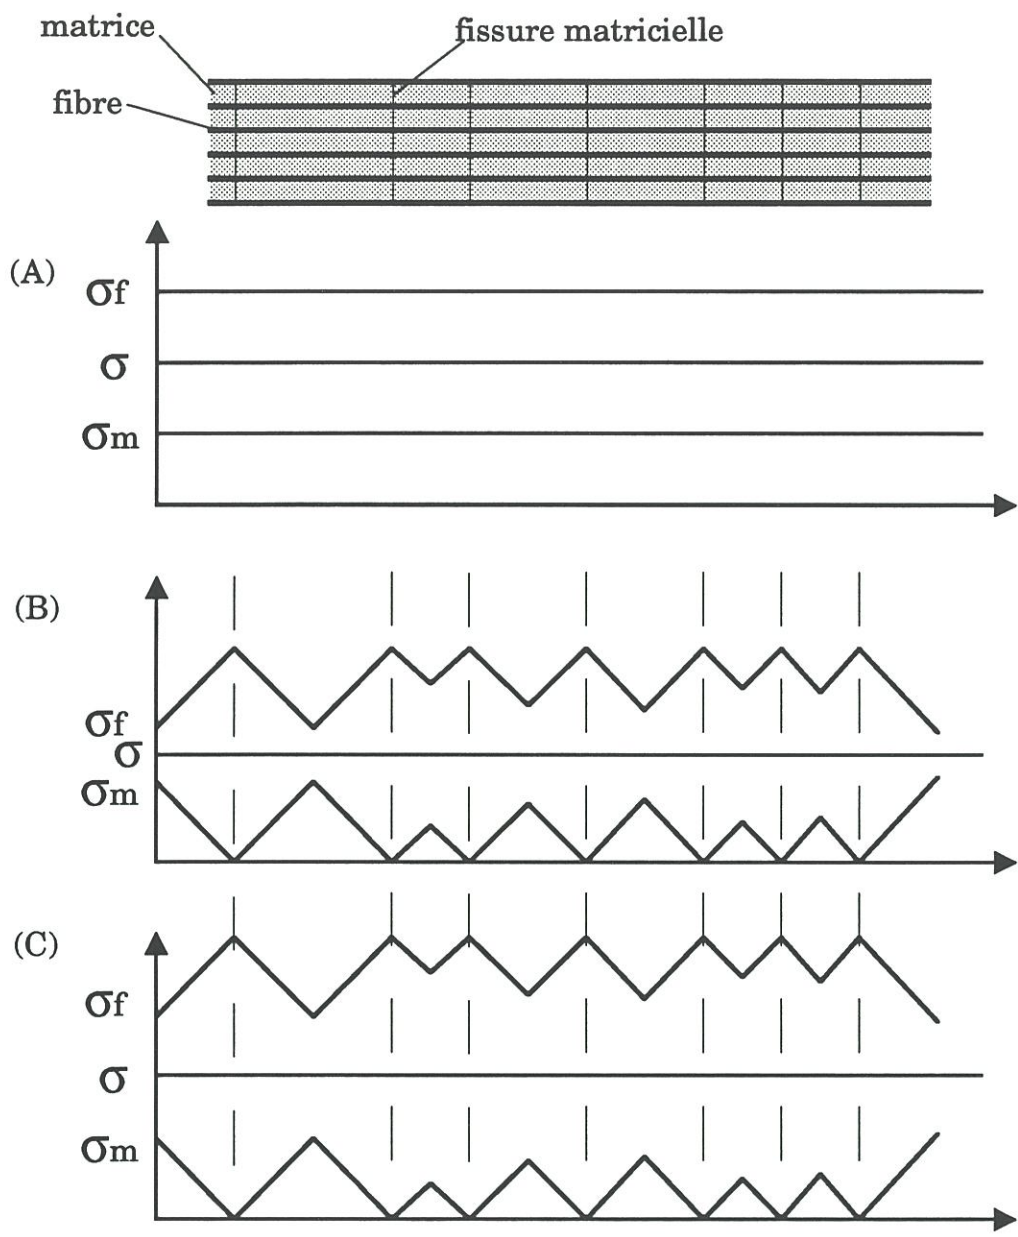 matrice
fissure matricielle
fibre
(A)
σf
σ
σm
(B)
σf
σ
σm
(C)
σf
σ
σm